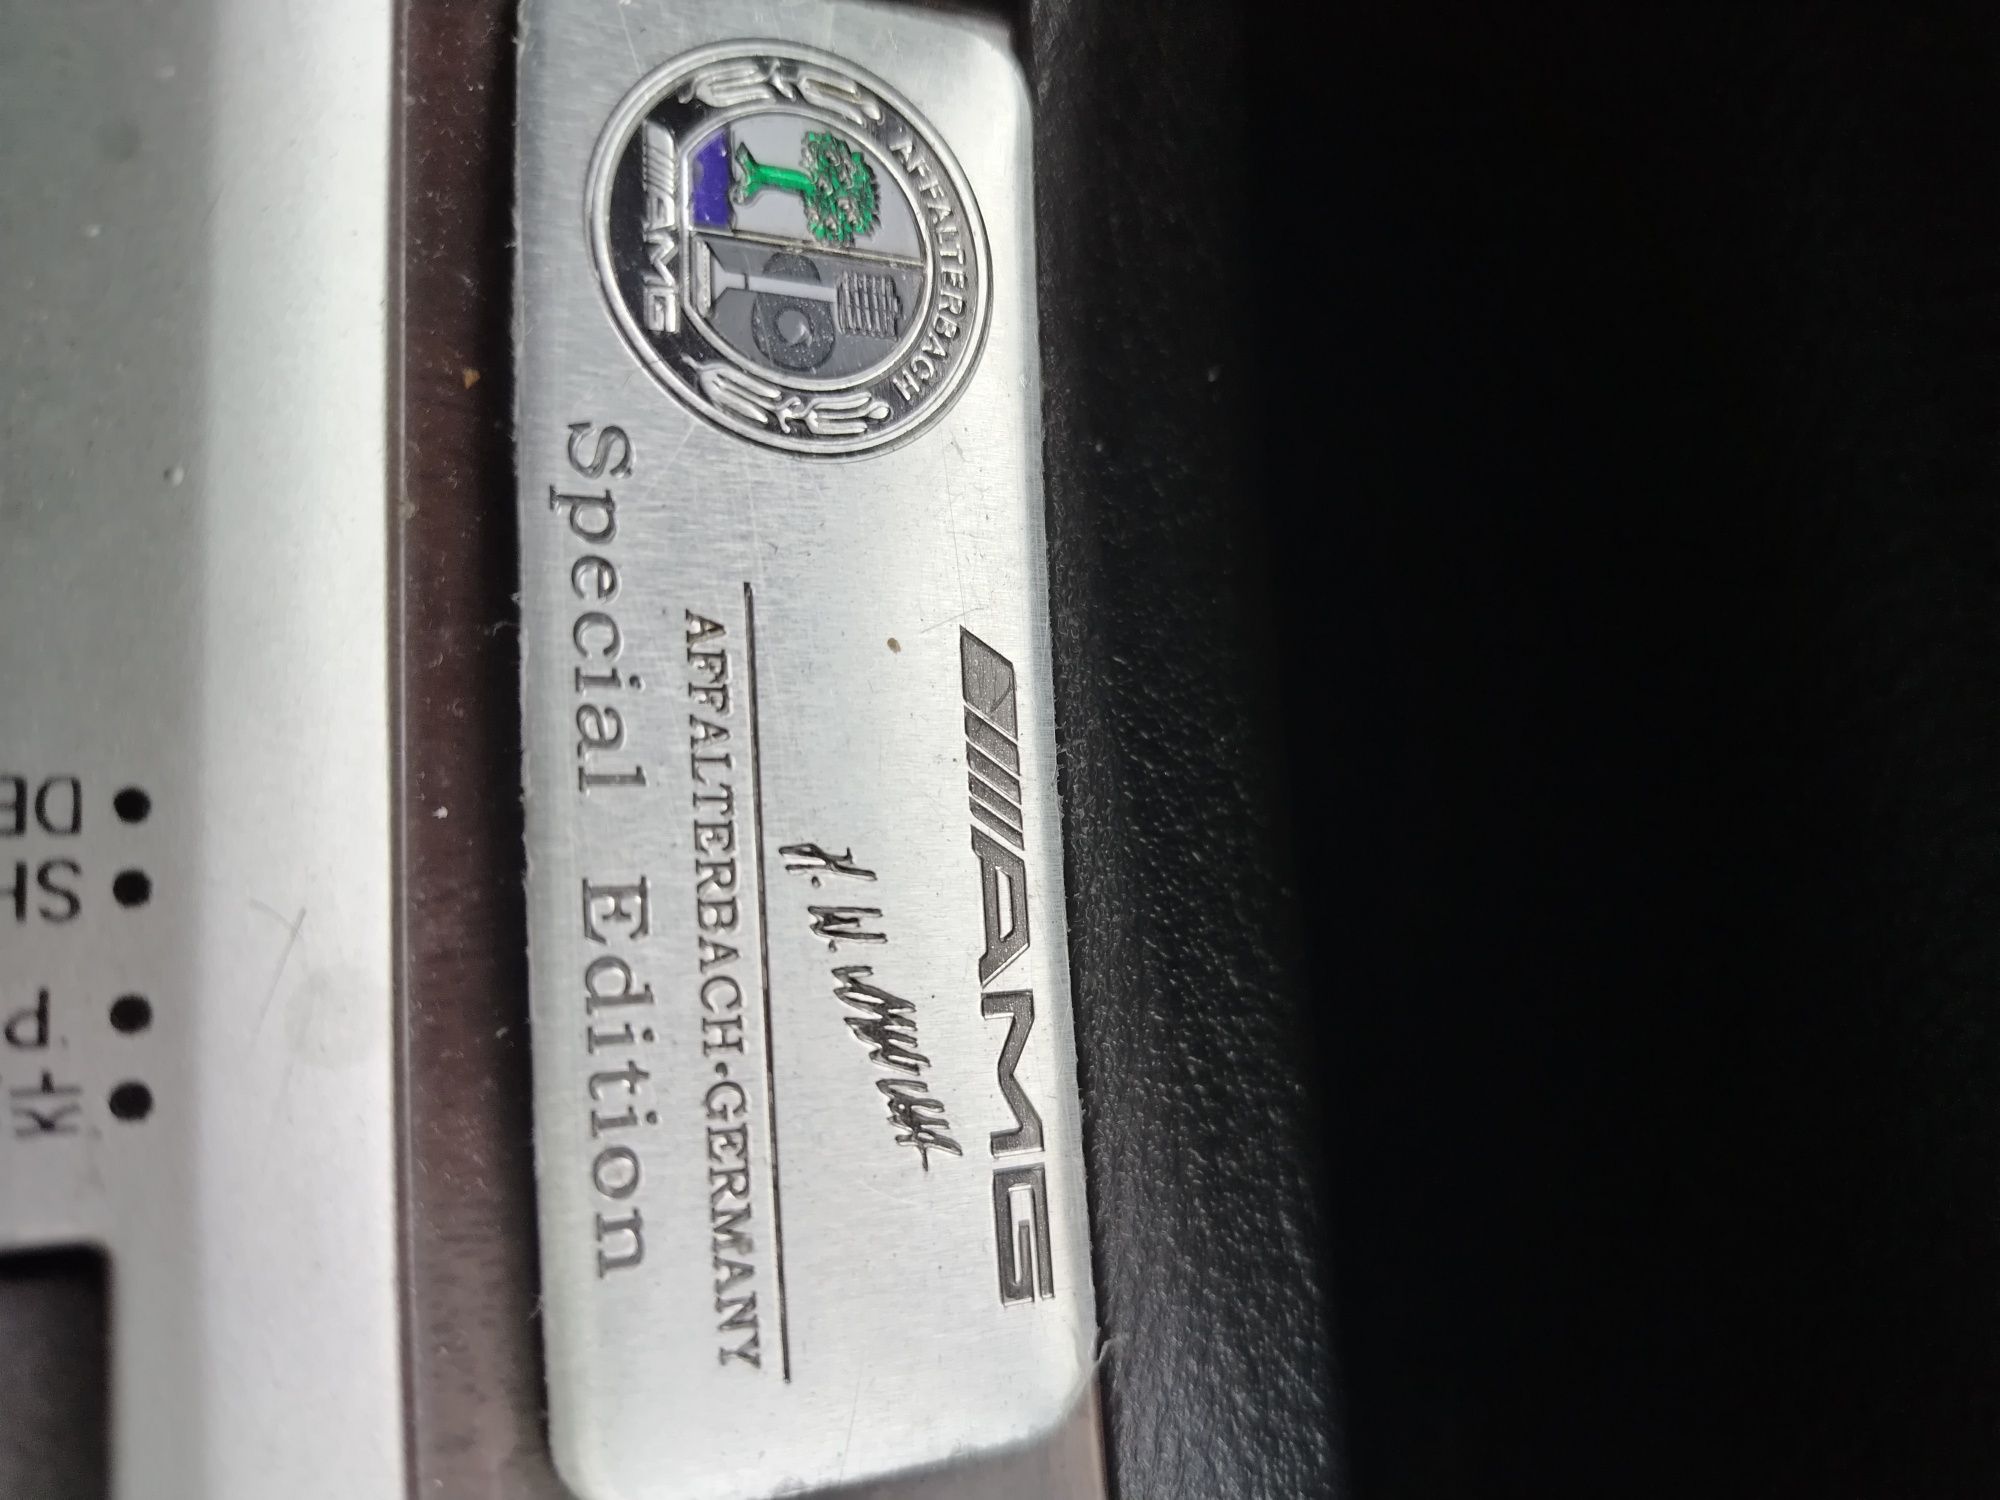 AFFALTERBACH
AMG
AMG
H. W.
AFFALTERBACH·GERMANY
Special Edition